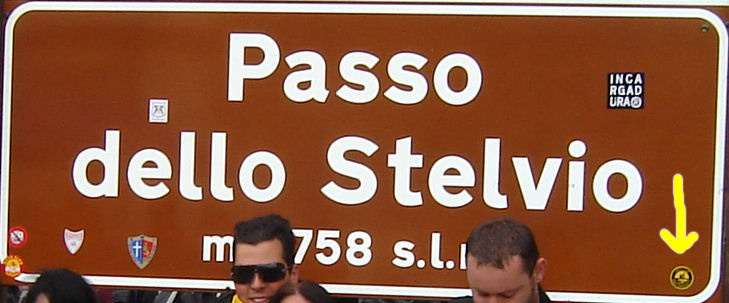 Passo
INCA
RGAD
URA
dello Stelvio
m 758 s.l.